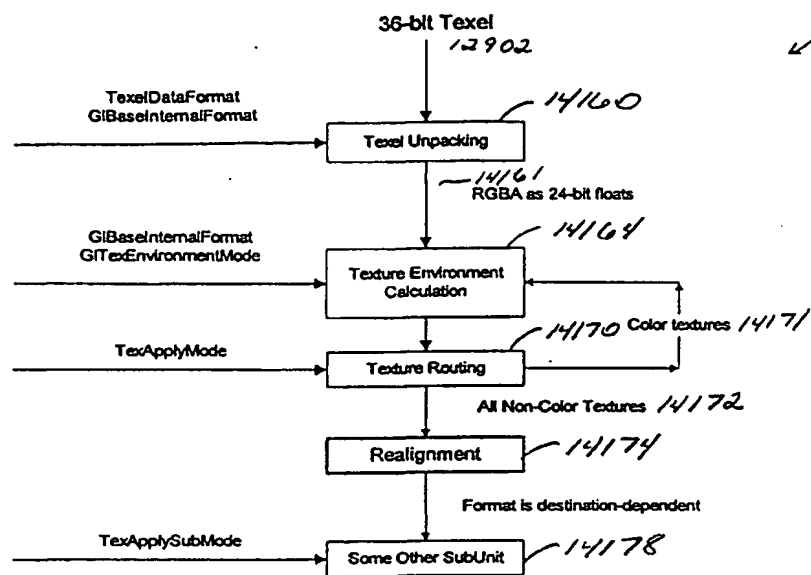 36-bit Texel
12902
TexelDataFormat
GlBaseInternalFormat
14160
Texel Unpacking
14161
RGBA as 24-bit floats
GlBaseInternalFormat
GlTexEnvironmentMode
14164
Texture Environment
Calculation
14170
Color textures 14171
TexApplyMode
Texture Routing
All Non-Color Textures 14172
Realignment
14174
Format is destination-dependent
TexApplySubMode
Some Other SubUnit
14178